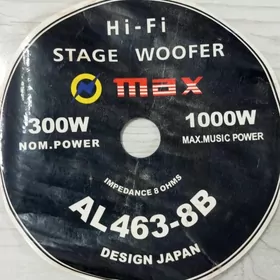 Hi-Fi
STAGE WOOFER
max
300W
NOM.POWER
1000W
MAX.MUSIC POWER
IMPEDANCE 8 OHMS
AL463-8B
DESIGN JAPAN